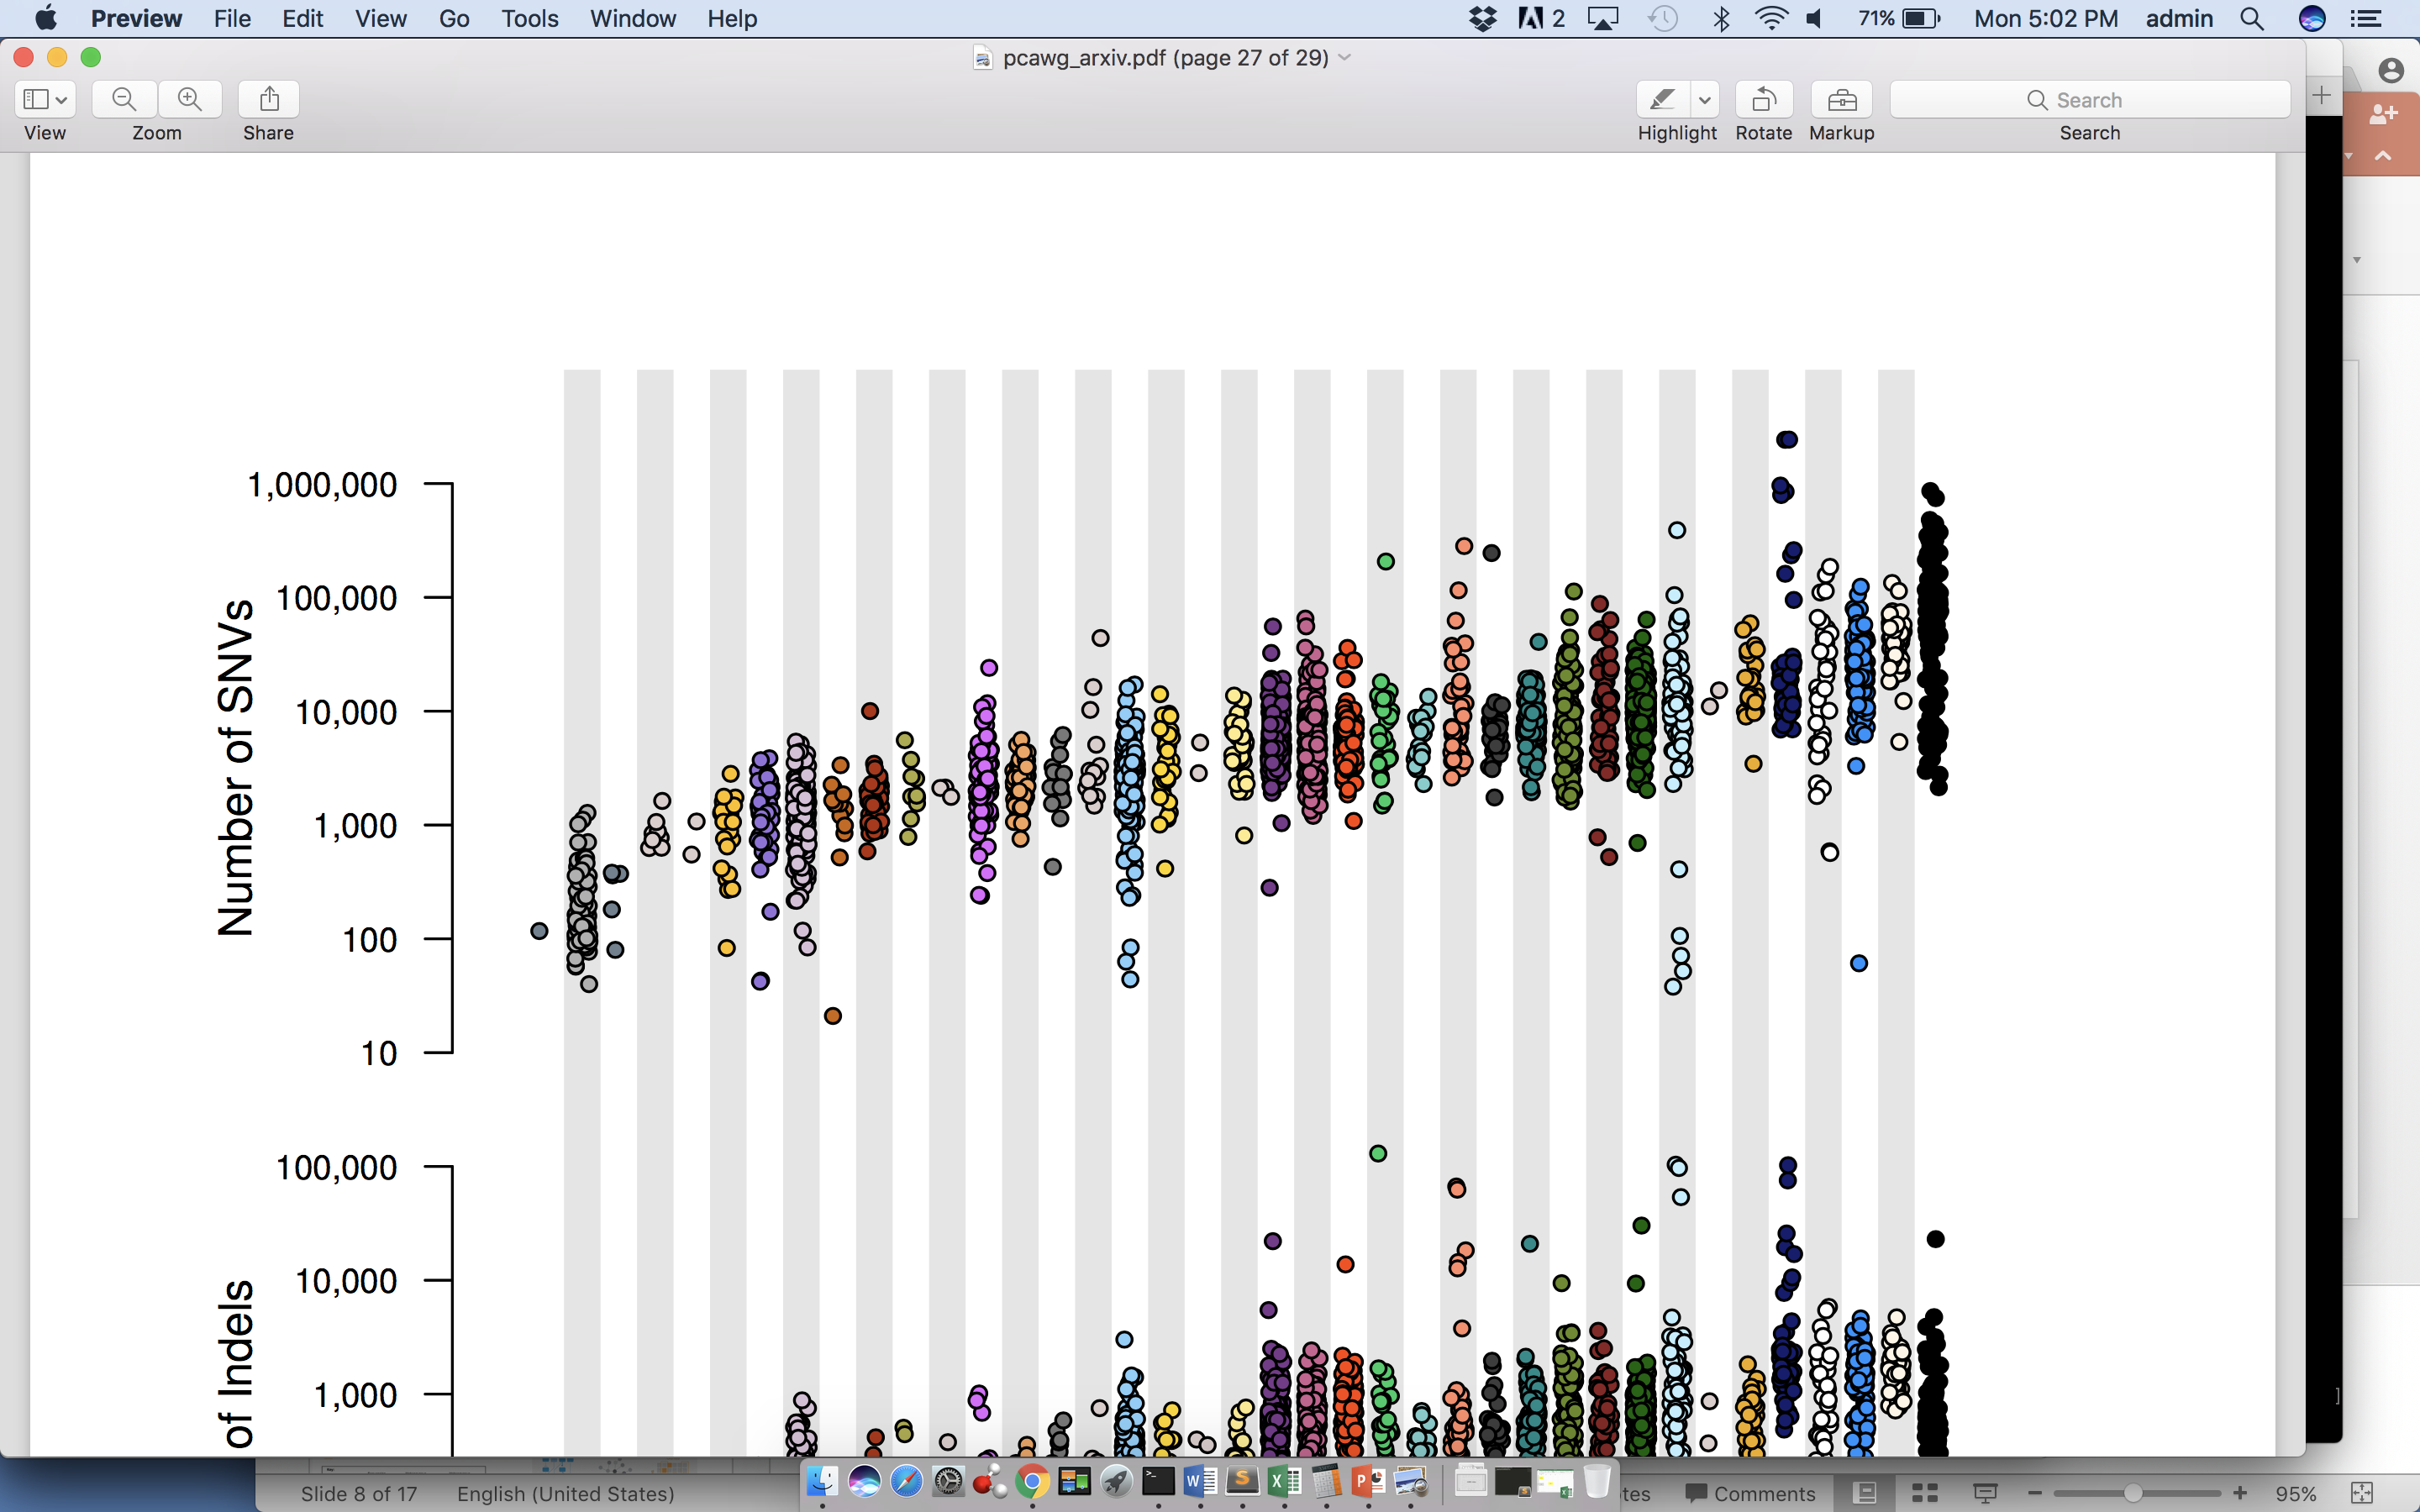 Preview File Edit View Go Tools Window Help 2 71% Mon 5:02 PM admin
pcawg_arxiv.pdf (page 27 of 29)
Search
View Zoom Share Highlight Rotate Markup Search
Number of SNVs
1,000,000
100,000
10,000
1,000
100
10
of Indels
100,000
10,000
1,000
Slide 8 of 17 English (United States) tes Comments 95%